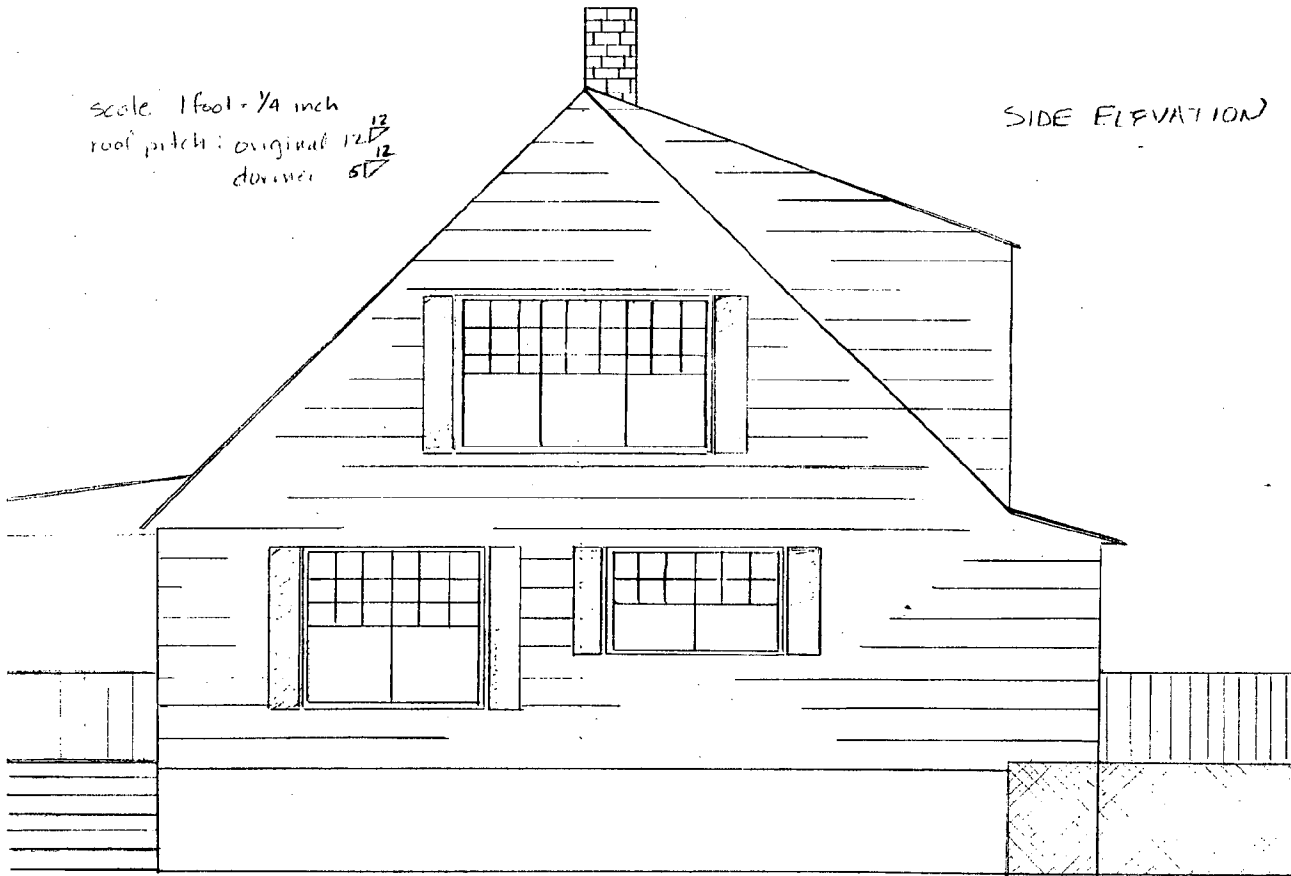 scale 1 foot - 1/4 inch
roof pitch: original 12 12
dormer 5 12
SIDE ELEVATION